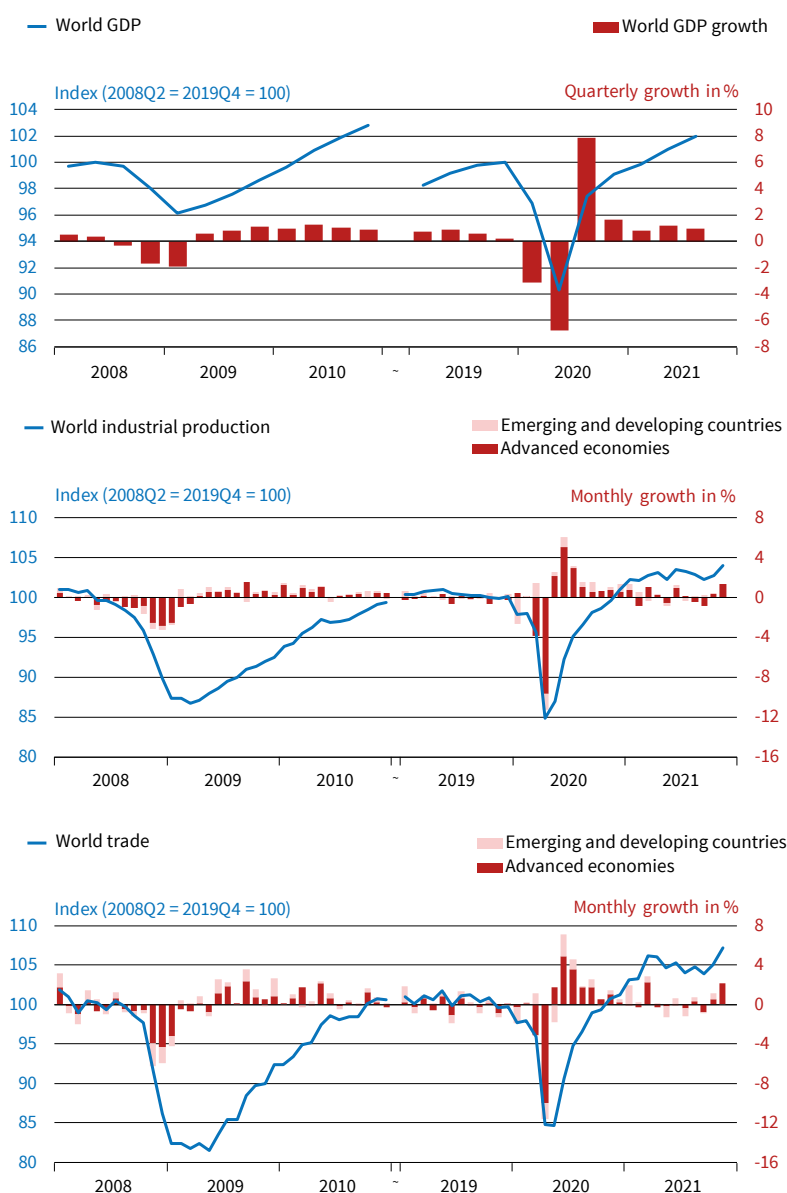 World GDP
World GDP growth
Index (2008Q2 = 2019Q4 = 100)
Quarterly growth in %
104 10
102 8
100 6
98 4
96 2
94 0
92 -2
90 -4
88 -6
86 -8
2008 2009 2010 ~ 2019 2020 2021
World industrial production
Emerging and developing countries
Advanced economies
Index (2008Q2 = 2019Q4 = 100)
Monthly growth in %
110 8
105 4
100 0
95 -4
90 -8
85 -12
80 -16
2008 2009 2010 ~ 2019 2020 2021
World trade
Emerging and developing countries
Advanced economies
Index (2008Q2 = 2019Q4 = 100)
Monthly growth in %
110 8
105 4
100 0
95 -4
90 -8
85 -12
80 -16
2008 2009 2010 ~ 2019 2020 2021